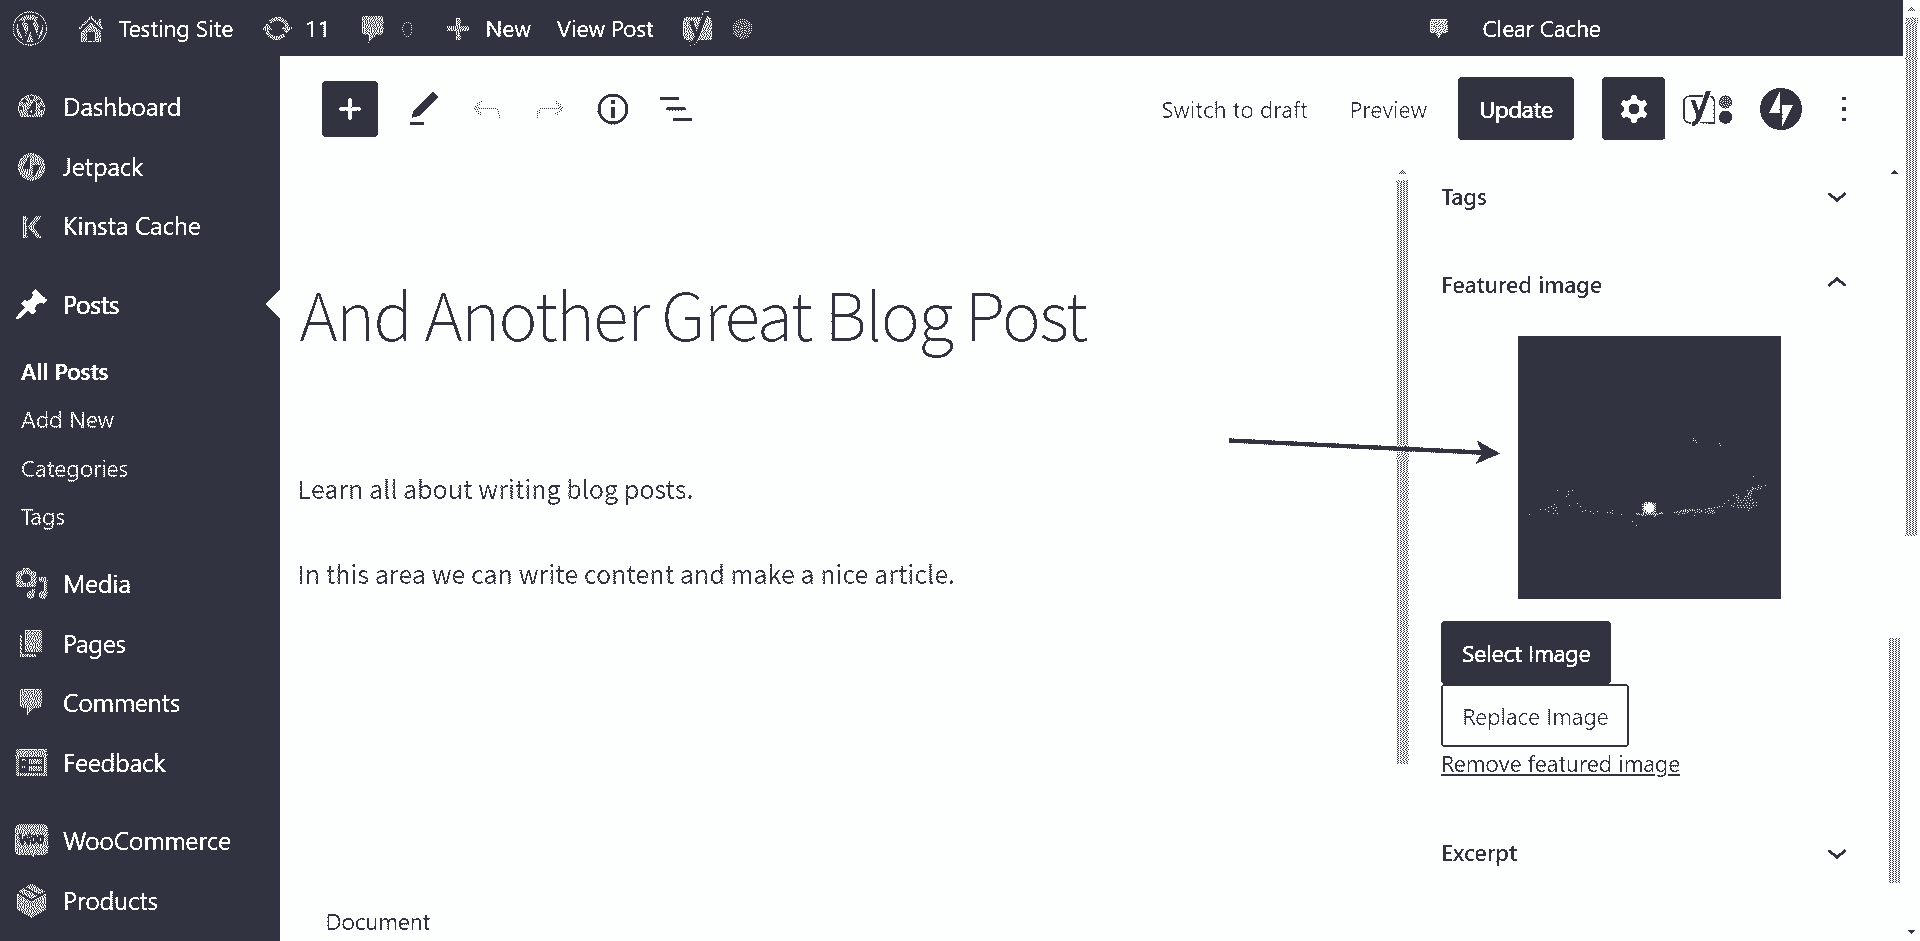 Testing Site 11 0 New View Post Clear Cache
Dashboard
Jetpack
Kinsta Cache
Posts
All Posts
Add New
Categories
Tags
Media
Pages
Comments
Feedback
WooCommerce
Products
Switch to draft Preview Update
And Another Great Blog Post
Learn all about writing blog posts.
In this area we can write content and make a nice article.
Document
Tags
Featured image
Select Image
Replace Image
Remove featured image
Excerpt